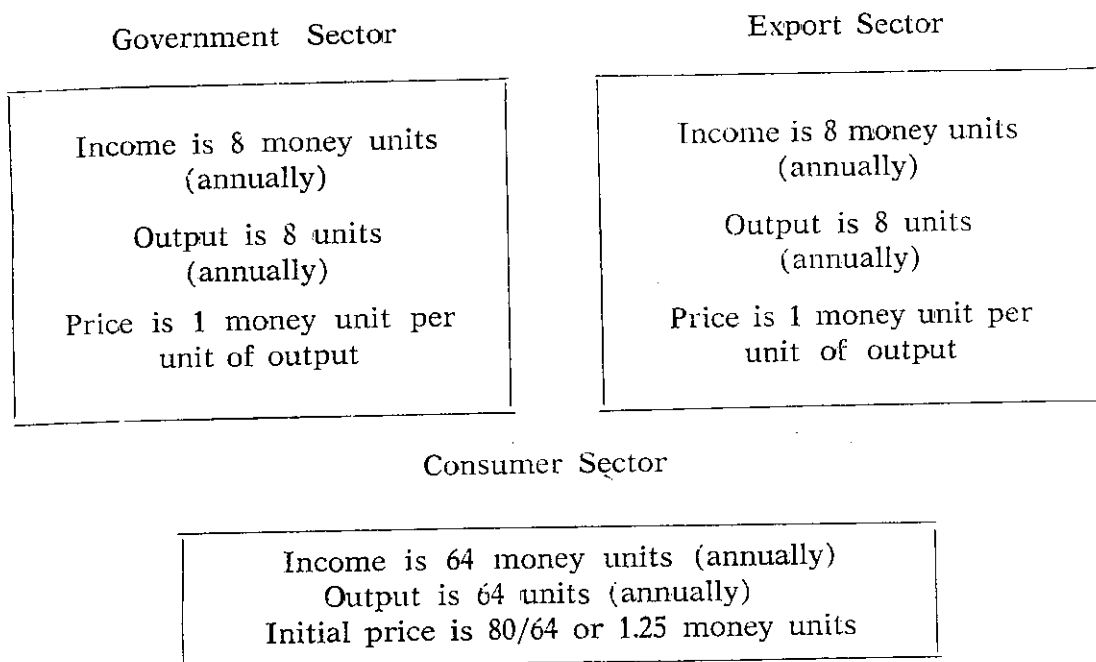 Government Sector
Income is 8 money units
(annually)
Output is 8 units
(annually)
Price is 1 money unit per
unit of output
Export Sector
Income is 8 money units
(annually)
Output is 8 units
(annually)
Price is 1 money unit per
unit of output
Consumer Sector
Income is 64 money units (annually)
Output is 64 units (annually)
Initial price is 80/64 or 1.25 money units